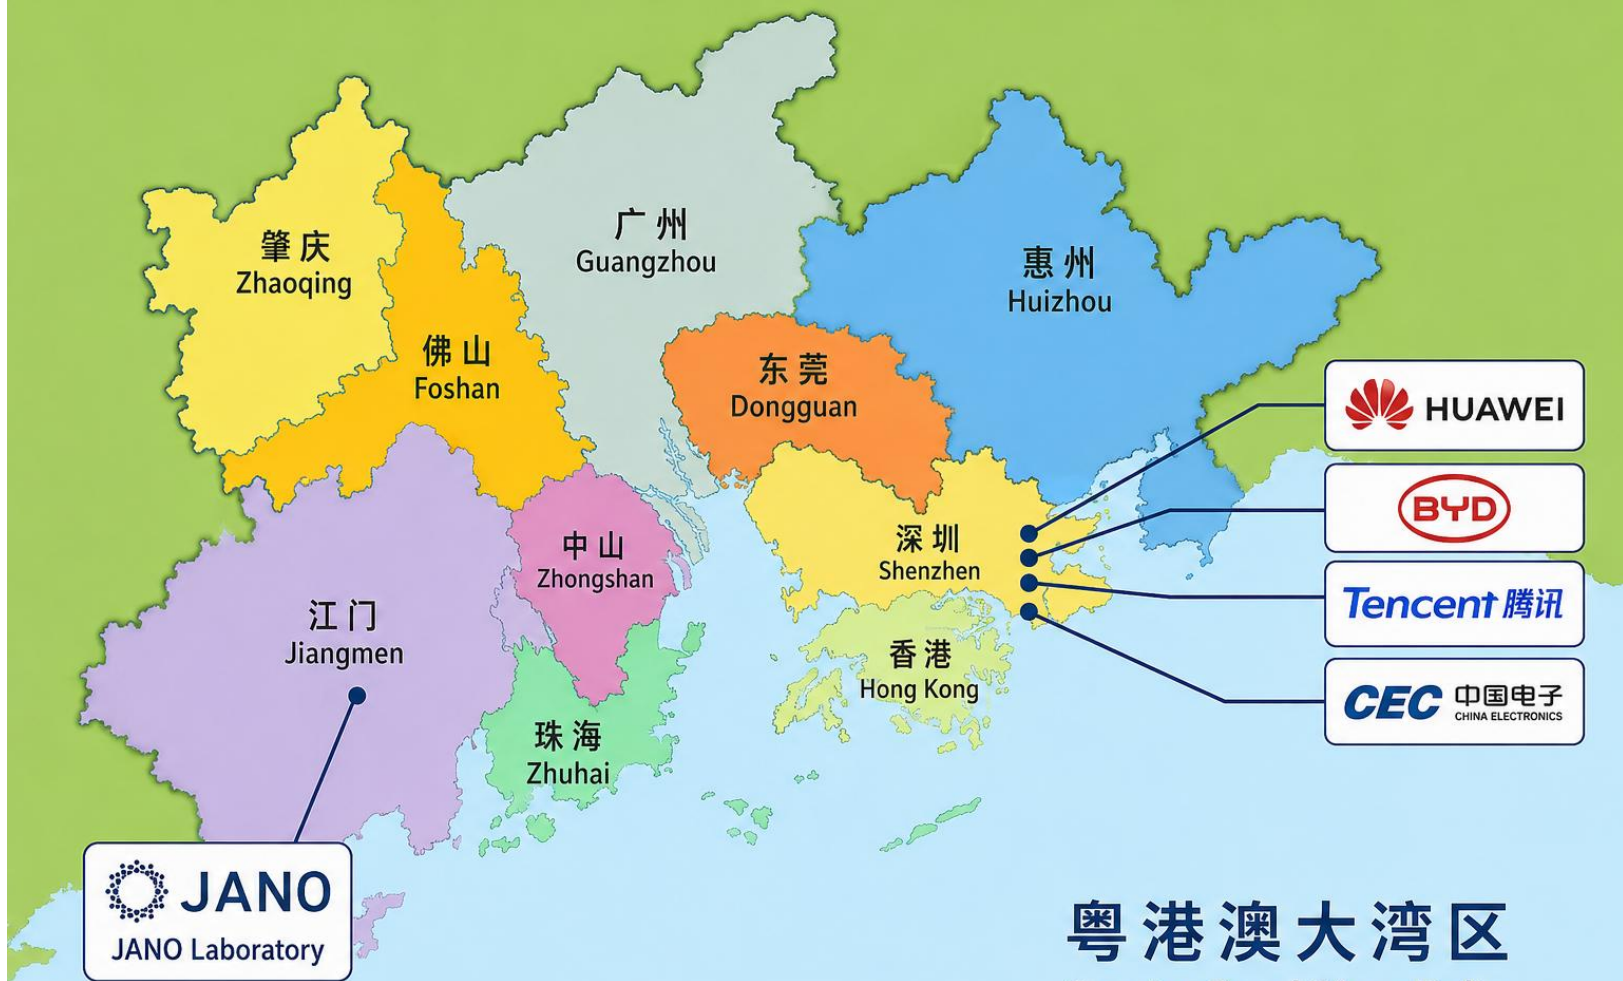 肇庆
Zhaoqing
广州
Guangzhou
惠州
Huizhou
佛山
Foshan
东莞
Dongguan
HUAWEI
BYD
深圳
Shenzhen
中山
Zhongshan
Tencent 腾讯
江门
Jiangmen
香港
Hong Kong
CEC 中国电子
CHINA ELECTRONICS
珠海
Zhuhai
JANO
JANO Laboratory
粤港澳大湾区